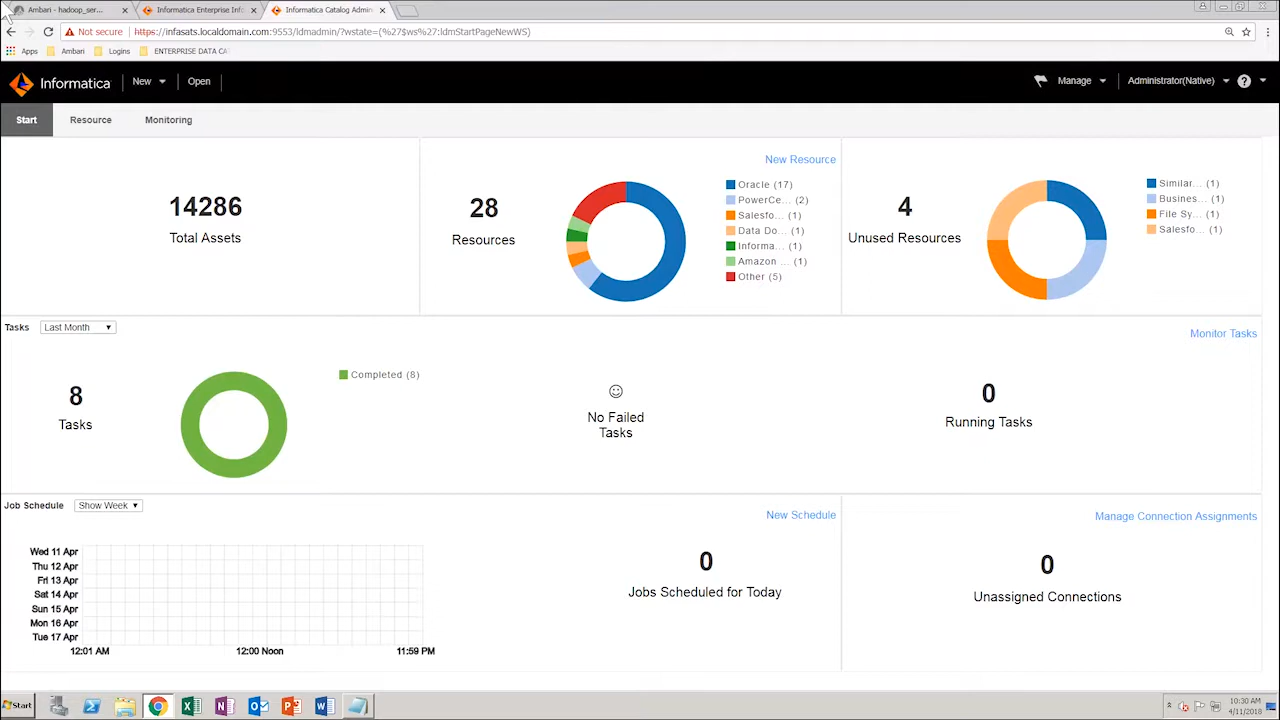 Ambari - hadoop_ser...
Informatica Enterprise Inf
Informatica Catalog Admi
Not secure https://infasats.localdomain.com:9553/ldmadmin/?wstate=(%27$ws%27:ldmStartPageNewWS)
Apps Ambari Logins ENTERPRISE DATA CA
Informatica New Open Manage Administrator(Native) ?
Start Resource Monitoring
14286
Total Assets
New Resource
28
Resources
Oracle (17)
PowerCe... (2)
Salesfo... (1)
Data Do... (1)
Informa... (1)
Amazon ... (1)
Other (5)
4
Unused Resources
Similar... (1)
Busines... (1)
File Sy... (1)
Salesfo... (1)
Tasks Last Month
Monitor Tasks
8
Tasks
Completed (8)
No Failed
Tasks
0
Running Tasks
Job Schedule Show Week
New Schedule
Manage Connection Assignments
Wed 11 Apr
Thu 12 Apr
Fri 13 Apr
Sat 14 Apr
Sun 15 Apr
Mon 16 Apr
Tue 17 Apr
12:01 AM 12:00 Noon 11:59 PM
0
Jobs Scheduled for Today
0
Unassigned Connections
Start
10:30 AM
4/11/2018